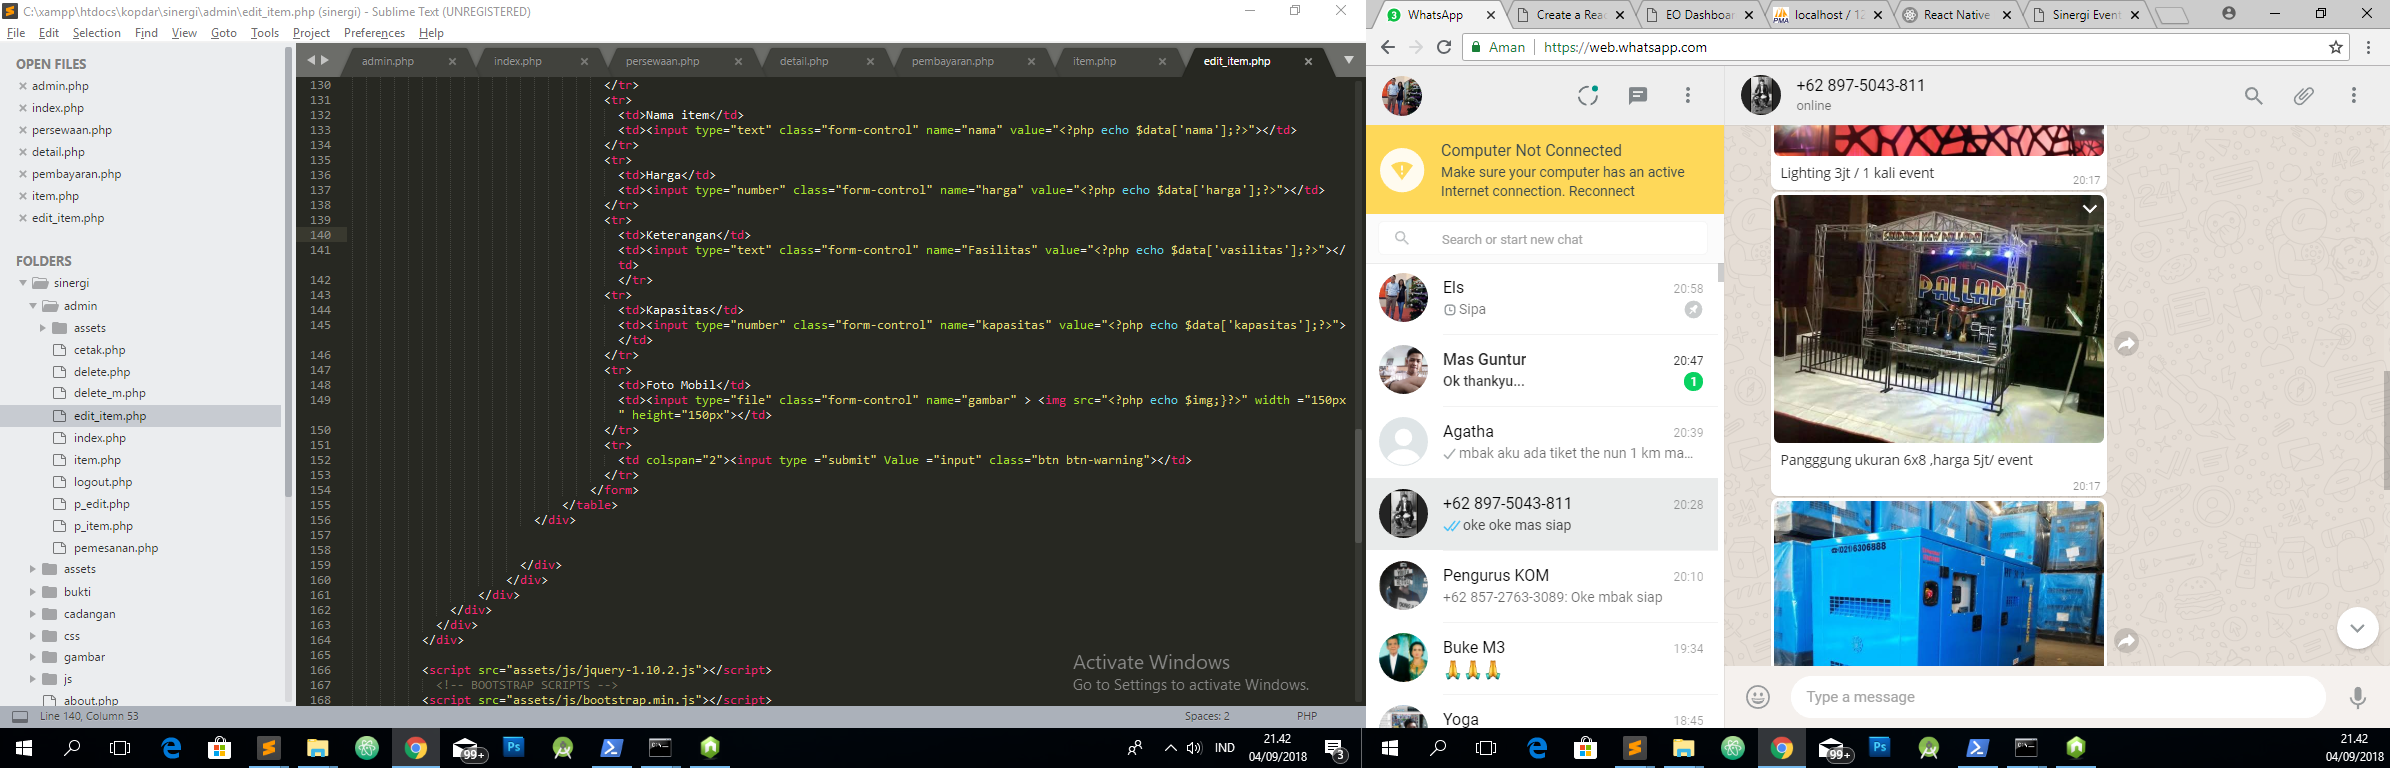 C:\xampp\htdocs\kopdar\sinergi\admin\edit_item.php (sinergi) - Sublime Text (UNREGISTERED)
File Edit Selection Find View Goto Tools Project Preferences Help
OPEN FILES
admin.php
index.php
persewaan.php
detail.php
pembayaran.php
item.php
edit_item.php
FOLDERS
sinergi
admin
assets
cetak.php
delete.php
delete_m.php
edit_item.php
index.php
item.php
logout.php
p_edit.php
p_item.php
pemesanan.php
assets
bukti
cadangan
css
gambar
js
about.php
admin.php index.php persewaan.php detail.php pembayaran.php item.php edit_item.php
130 </tr>
131 <tr>
132 <td>Nama item</td>
133 <td><input type="text" class="form-control" name="nama" value="<?php echo $data['nama'];?>"></td>
134 </tr>
135 <tr>
136 <td>Harga</td>
137 <td><input type="number" class="form-control" name="harga" value="<?php echo $data['harga'];?>"></td>
138 </tr>
139 <tr>
140 <td>Keterangan</td>
141 <td><input type="text" class="form-control" name="Fasilitas" value="<?php echo $data['vasilitas'];?>"></
td>
142 </tr>
143 <tr>
144 <td>Kapasitas</td>
145 <td><input type="number" class="form-control" name="kapasitas" value="<?php echo $data['kapasitas'];?>">
</td>
146 </tr>
147 <tr>
148 <td>Foto Mobil</td>
149 <td><input type="file" class="form-control" name="gambar" > <img src="<?php echo $img;}?>" width ="150px
" height="150px"></td>
150 </tr>
151 <tr>
152 <td colspan="2"><input type ="submit" Value ="input" class="btn btn-warning"></td>
153 </tr>
154 </form>
155 </table>
156 </div>
157
158
159 </div>
160 </div>
161 </div>
162 </div>
163 </div>
164 </div>
165
166 <script src="assets/js/jquery-1.10.2.js"></script>
167 <!-- BOOTSTRAP SCRIPTS -->
168 <script src="assets/js/bootstrap.min.js"></script>
Activate Windows
Go to Settings to activate Windows.
Line 140, Column 53
Spaces: 2
PHP
99+
Ps
IND
21.42
04/09/2018
3
3 WhatsApp
Create a Rea
EO Dashboar
PMA localhost / 12
React Native
Sinergi Event
Aman https://web.whatsapp.com
Computer Not Connected
Make sure your computer has an active
Internet connection. Reconnect
Search or start new chat
Els 20:58
Sipa
Mas Guntur 20:47
Ok thankyu... 1
Agatha 20:39
mbak aku ada tiket the nun 1 km ma...
+62 897-5043-811 20:28
oke oke mas siap
Pengurus KOM 20:10
+62 857-2763-3089: Oke mbak siap
Buke M3 19:34
🙏🙏🙏
Yoga 18:45
+62 897-5043-811
online
Lighting 3jt / 1 kali event
20:17
NEW
PALLAPA
Pangggung ukuran 6x8 ,harga 5jt/ event
20:17
(021)6306888
Type a message
99+
Ps
21.42
04/09/2018